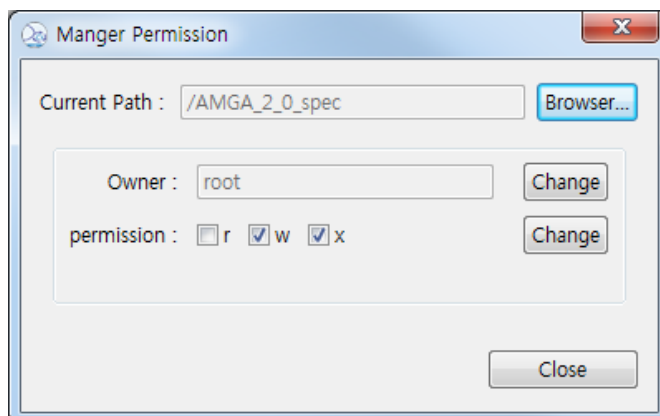 Manger Permission
Current Path : /AMGA_2_0_spec Browser...
Owner : root Change
permission : r w x Change
Close